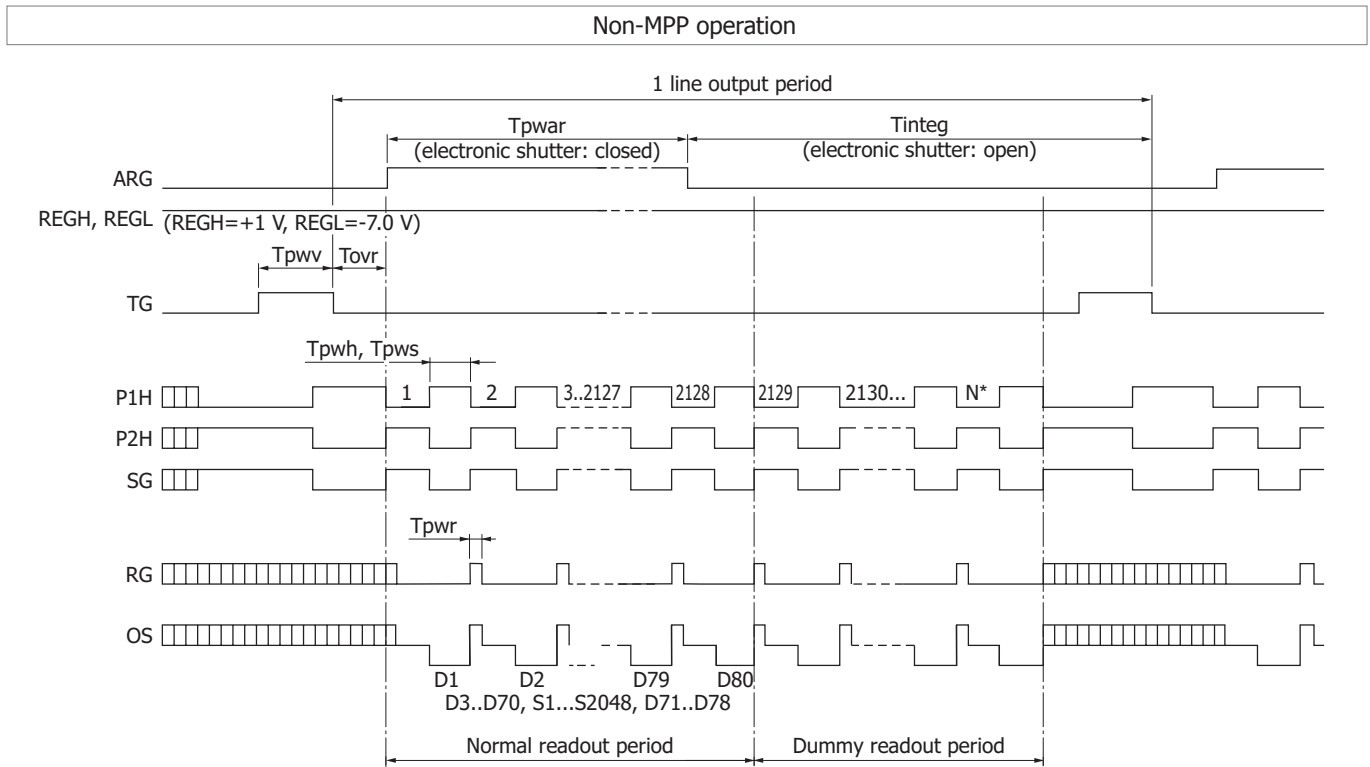 Non-MPP operation
1 line output period
Tpwar
(electronic shutter: closed)
Tinteg
(electronic shutter: open)
ARG
REGH, REGL (REGH=+1 V, REGL=-7.0 V)
Tpwv Tovr
TG
Tpwh, Tpws
P1H 1 2 3..2127 2128 2129 2130... N*
P2H
SG
Tpwr
RG
OS
D1 D2 D79 D80
D3..D70, S1...S2048, D71..D78
Normal readout period Dummy readout period